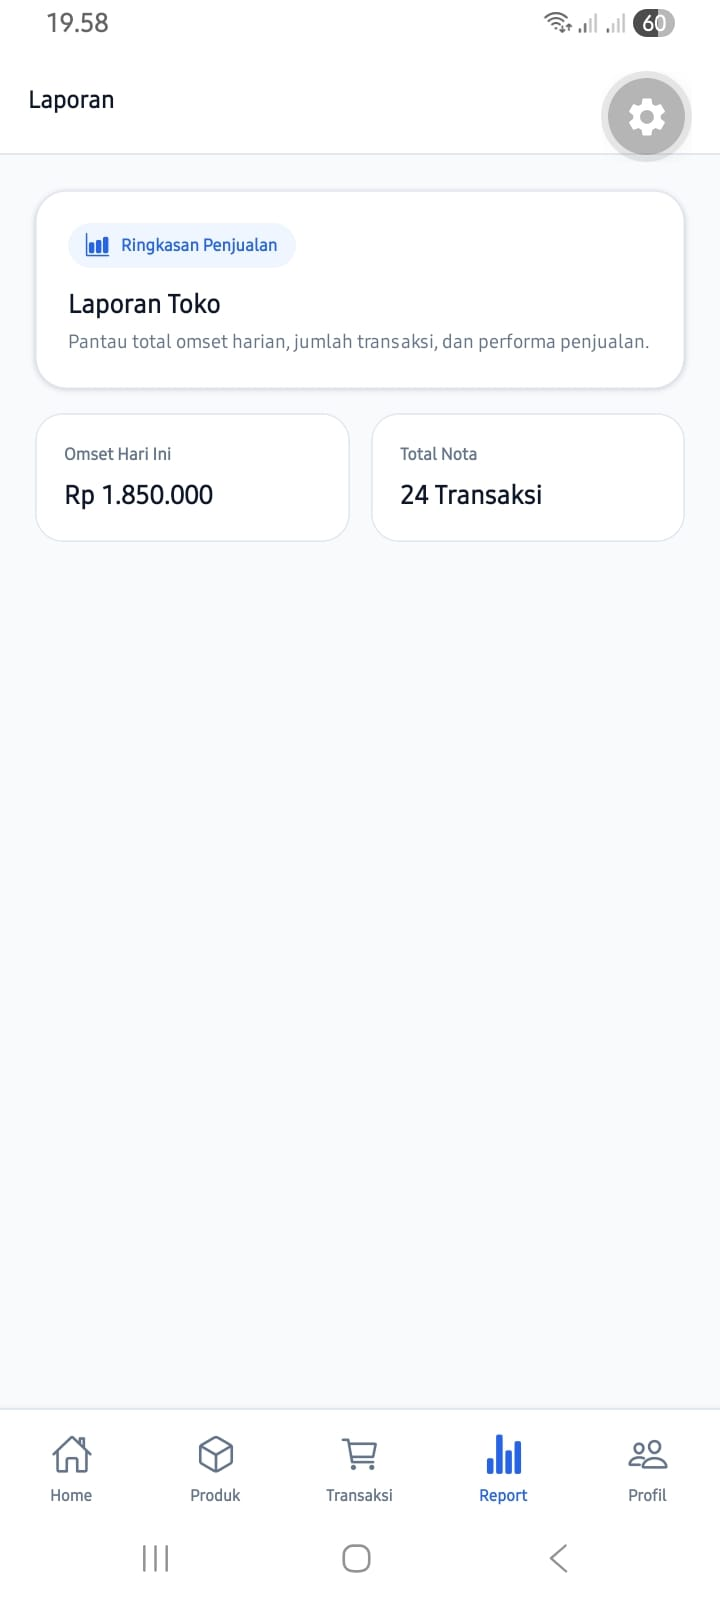 19.58
60
Laporan
Ringkasan Penjualan
Laporan Toko
Pantau total omset harian, jumlah transaksi, dan performa penjualan.
Omset Hari Ini
Rp 1.850.000
Total Nota
24 Transaksi
Home
Produk
Transaksi
Report
Profil